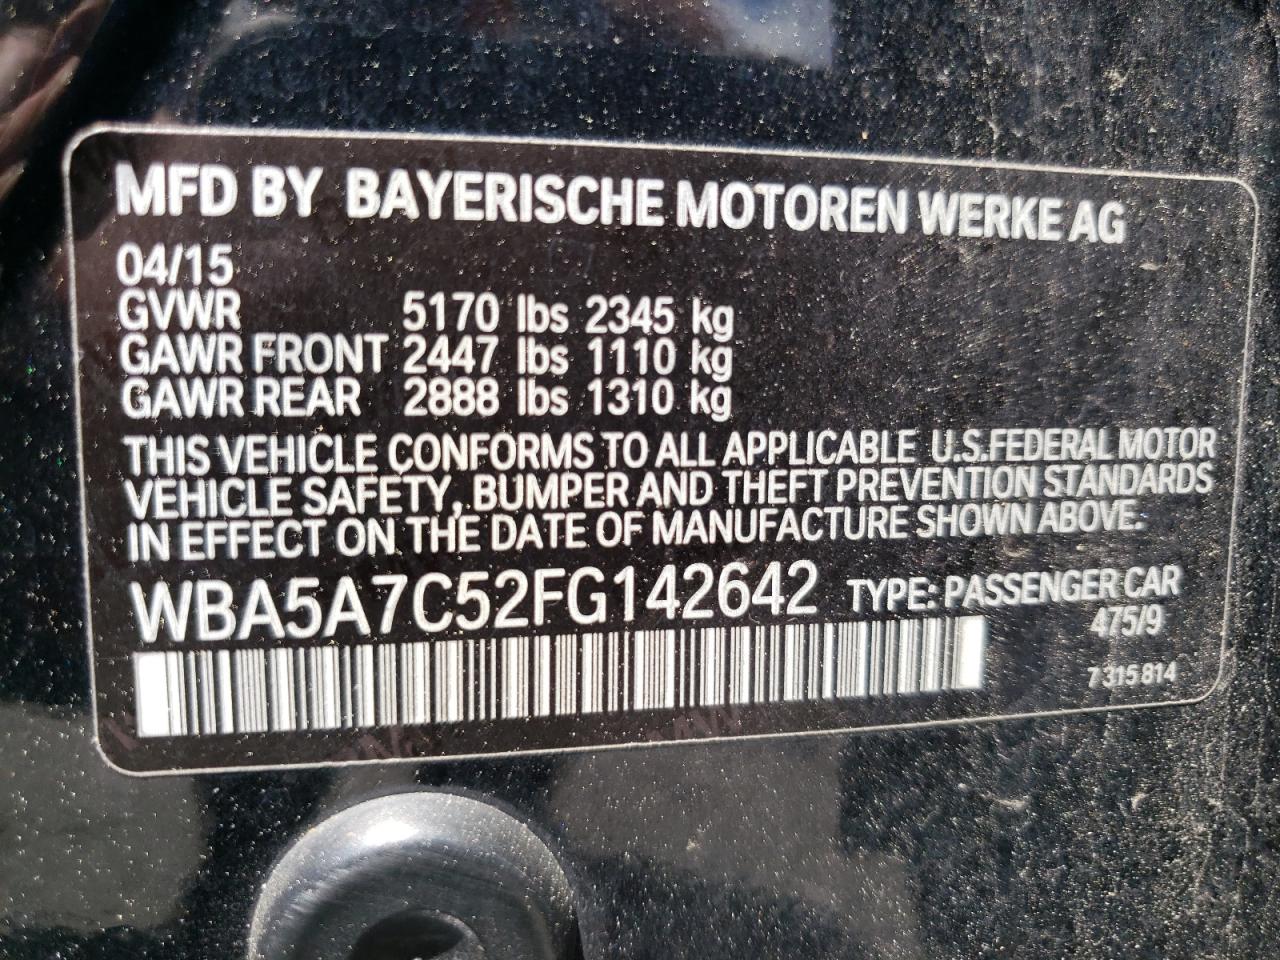 MFD BY BAYERISCHE MOTOREN WERKE AG
04/15
GVWR 5170 lbs 2345 kg
GAWR FRONT 2447 lbs 1110 kg
GAWR REAR 2888 lbs 1310 kg
THIS VEHICLE CONFORMS TO ALL APPLICABLE U.S.FEDERAL MOTOR
VEHICLE SAFETY, BUMPER AND THEFT PREVENTION STANDARDS
IN EFFECT ON THE DATE OF MANUFACTURE SHOWN ABOVE.
WBA5A7C52FG142642 TYPE: PASSENGER CAR
475/9
7 315 814